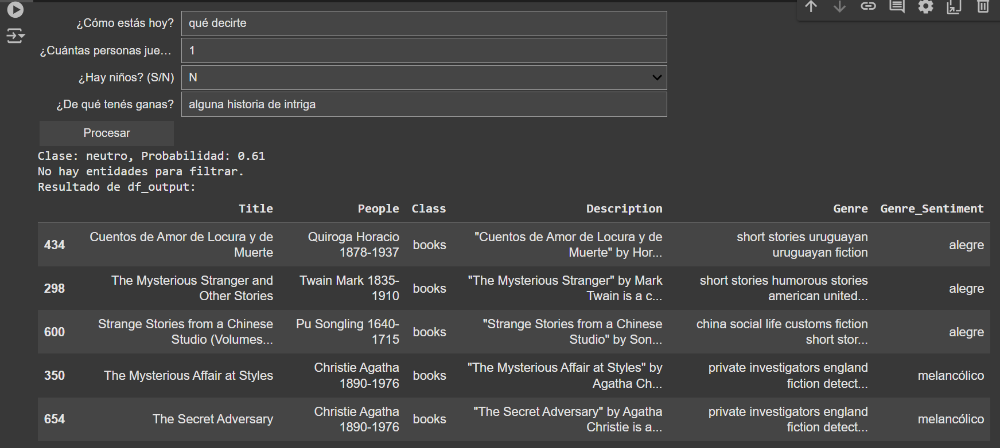 ¿Cómo estás hoy? qué decirte
¿Cuántas personas jue... 1
¿Hay niños? (S/N) N
¿De qué tenés ganas? alguna historia de intriga
Procesar
Clase: neutro, Probabilidad: 0.61
No hay entidades para filtrar.
Resultado de df_output:
Title People Class Description Genre Genre_Sentiment
434 Cuentos de Amor de Locura y de Muerte Quiroga Horacio 1878-1937 books "Cuentos de Amor de Locura y de Muerte" by Hor... short stories uruguayan uruguayan fiction alegre
298 The Mysterious Stranger and Other Stories Twain Mark 1835-1910 books "The Mysterious Stranger" by Mark Twain is a c... short stories humorous stories american united... alegre
600 Strange Stories from a Chinese Studio (Volumes... Pu Songling 1640-1715 books "Strange Stories from a Chinese Studio" by Son... china social life customs fiction short stor... alegre
350 The Mysterious Affair at Styles Christie Agatha 1890-1976 books "The Mysterious Affair at Styles" by Agatha Ch... private investigators england fiction detect... melancólico
654 The Secret Adversary Christie Agatha 1890-1976 books "The Secret Adversary" by Agatha Christie is a... private investigators england fiction detect... melancólico